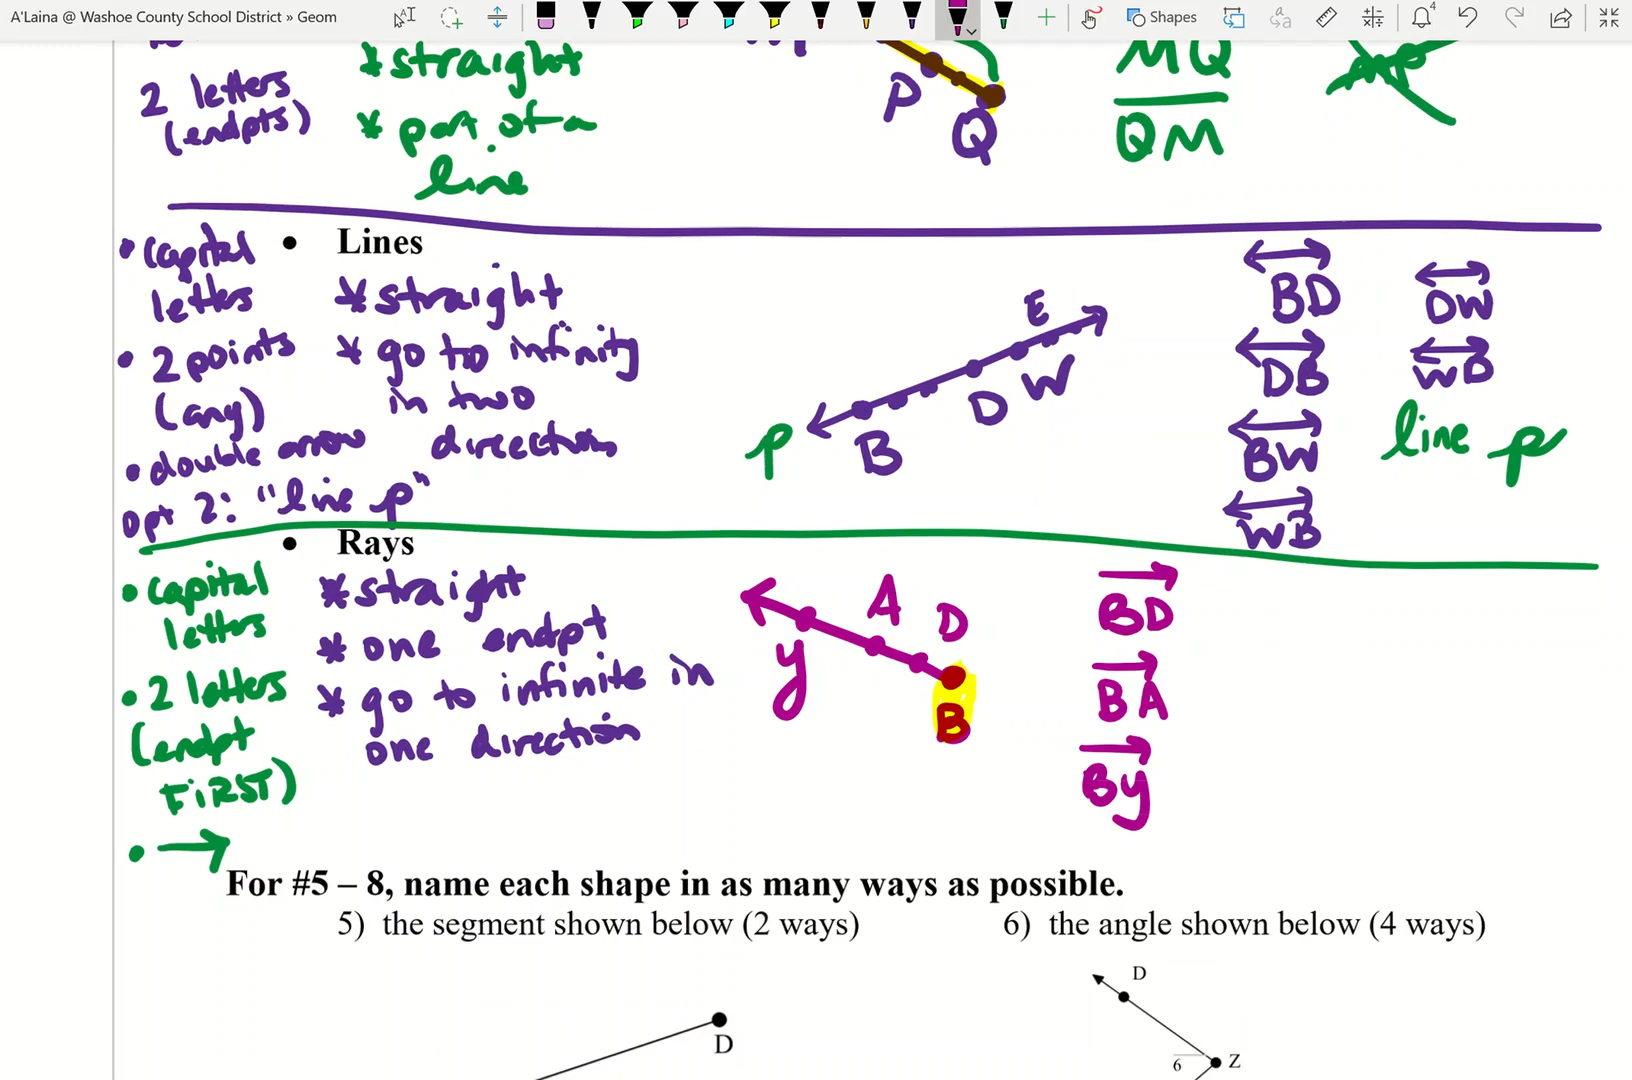 A'Laina @ Washoe County School District » Geom
Shapes
4
2 letters
(endpts)
* straight
* part of a
line
P
Q
MQ
QM
• capital
letters
• 2 points
(any)
• double arrow
opt 2: "line p"
• Lines
* straight
* go to infinity
in two
directions
E
W
D
B
p
BD
DB
BW
WB
DW
WD
line p
• capital
letters
• 2 letters
(endpt
FIRST)
• →
• Rays
* straight
* one endpt
* go to infinite in
one direction
A
D
y
B
BD
BA
By
For #5 – 8, name each shape in as many ways as possible.
5) the segment shown below (2 ways)
6) the angle shown below (4 ways)
D
D
6
Z